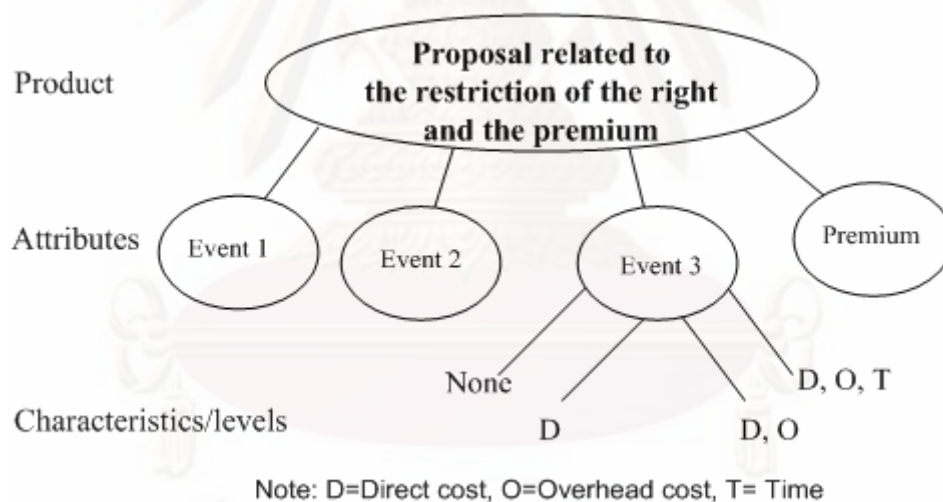 Product
Proposal related to
the restriction of the right
and the premium
Attributes
Event 1
Event 2
Event 3
Premium
None
D
D, O
D, O, T
Characteristics/levels
Note: D=Direct cost, O=Overhead cost, T= Time